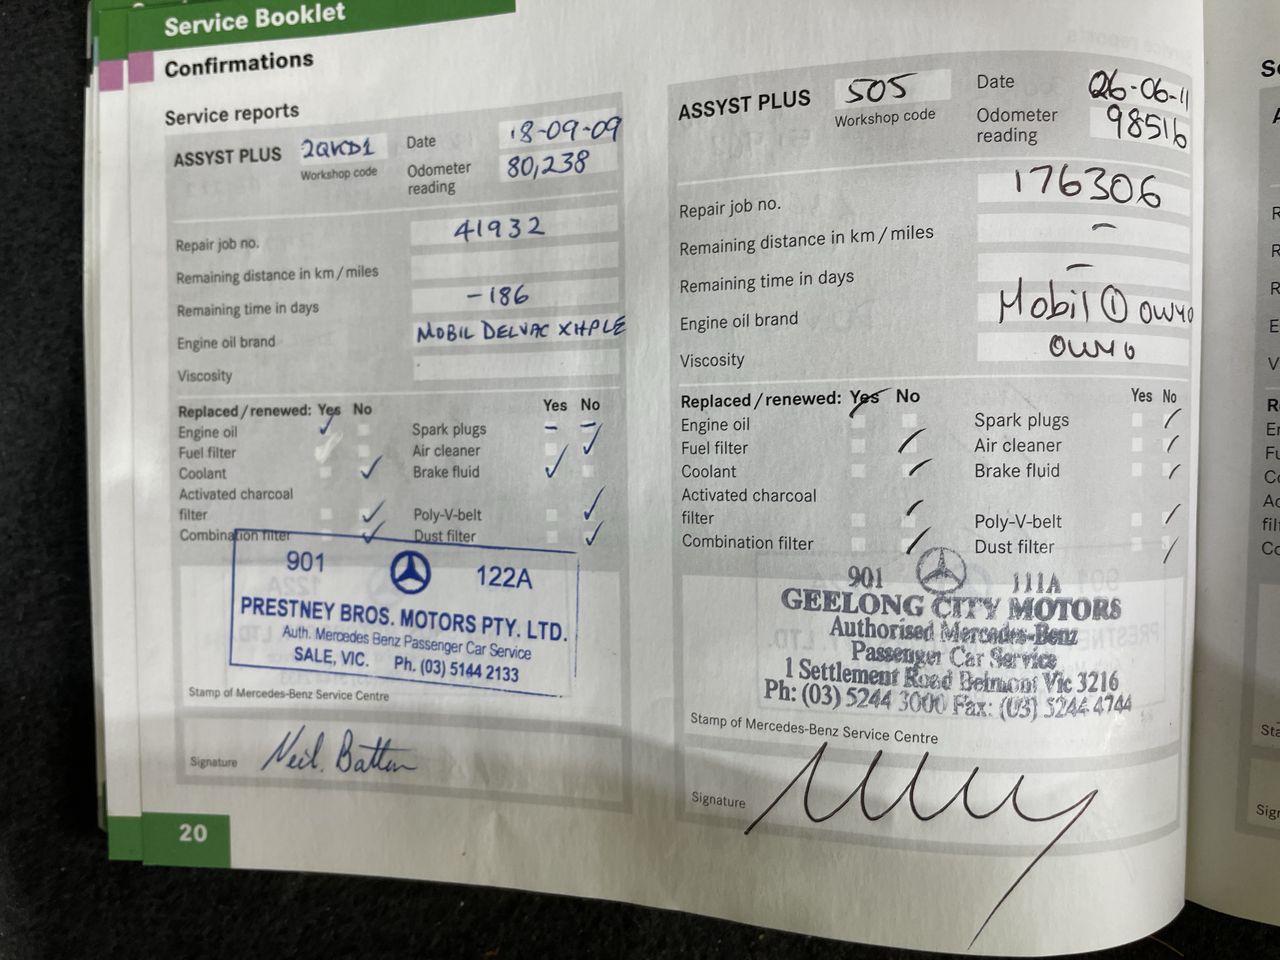 Service Booklet
Confirmations
Service reports
ASSYST PLUS 2QVCD1 Date 18-09-09
Workshop code Odometer reading 80,238
Repair job no. 41932
Remaining distance in km / miles
Remaining time in days -186
Engine oil brand MOBIL DELVAC XHPLE
Viscosity
Replaced / renewed: Yes No Yes No
Engine oil Spark plugs
Fuel filter Air cleaner
Coolant Brake fluid
Activated charcoal
filter Poly-V-belt
Combination filter Dust filter
901 122A
PRESTNEY BROS. MOTORS PTY. LTD.
Auth. Mercedes Benz Passenger Car Service
SALE, VIC. Ph. (03) 5144 2133
Stamp of Mercedes-Benz Service Centre
Signature Neil. Batten
20
ASSYST PLUS 505 Date 26-06-11
Workshop code Odometer reading 98516
Repair job no. 176306
Remaining distance in km / miles –
Remaining time in days –
Engine oil brand Mobil ① 0W40
Viscosity 0W40
Replaced / renewed: Yes No Yes No
Engine oil Spark plugs
Fuel filter Air cleaner
Coolant Brake fluid
Activated charcoal
filter Poly-V-belt
Combination filter Dust filter
901 111A
GEELONG CITY MOTORS
Authorised Mercedes-Benz
Passenger Car Service
1 Settlement Road Belmont Vic 3216
Ph: (03) 5244 3000 Fax: (03) 5244 4744
Stamp of Mercedes-Benz Service Centre
Signature